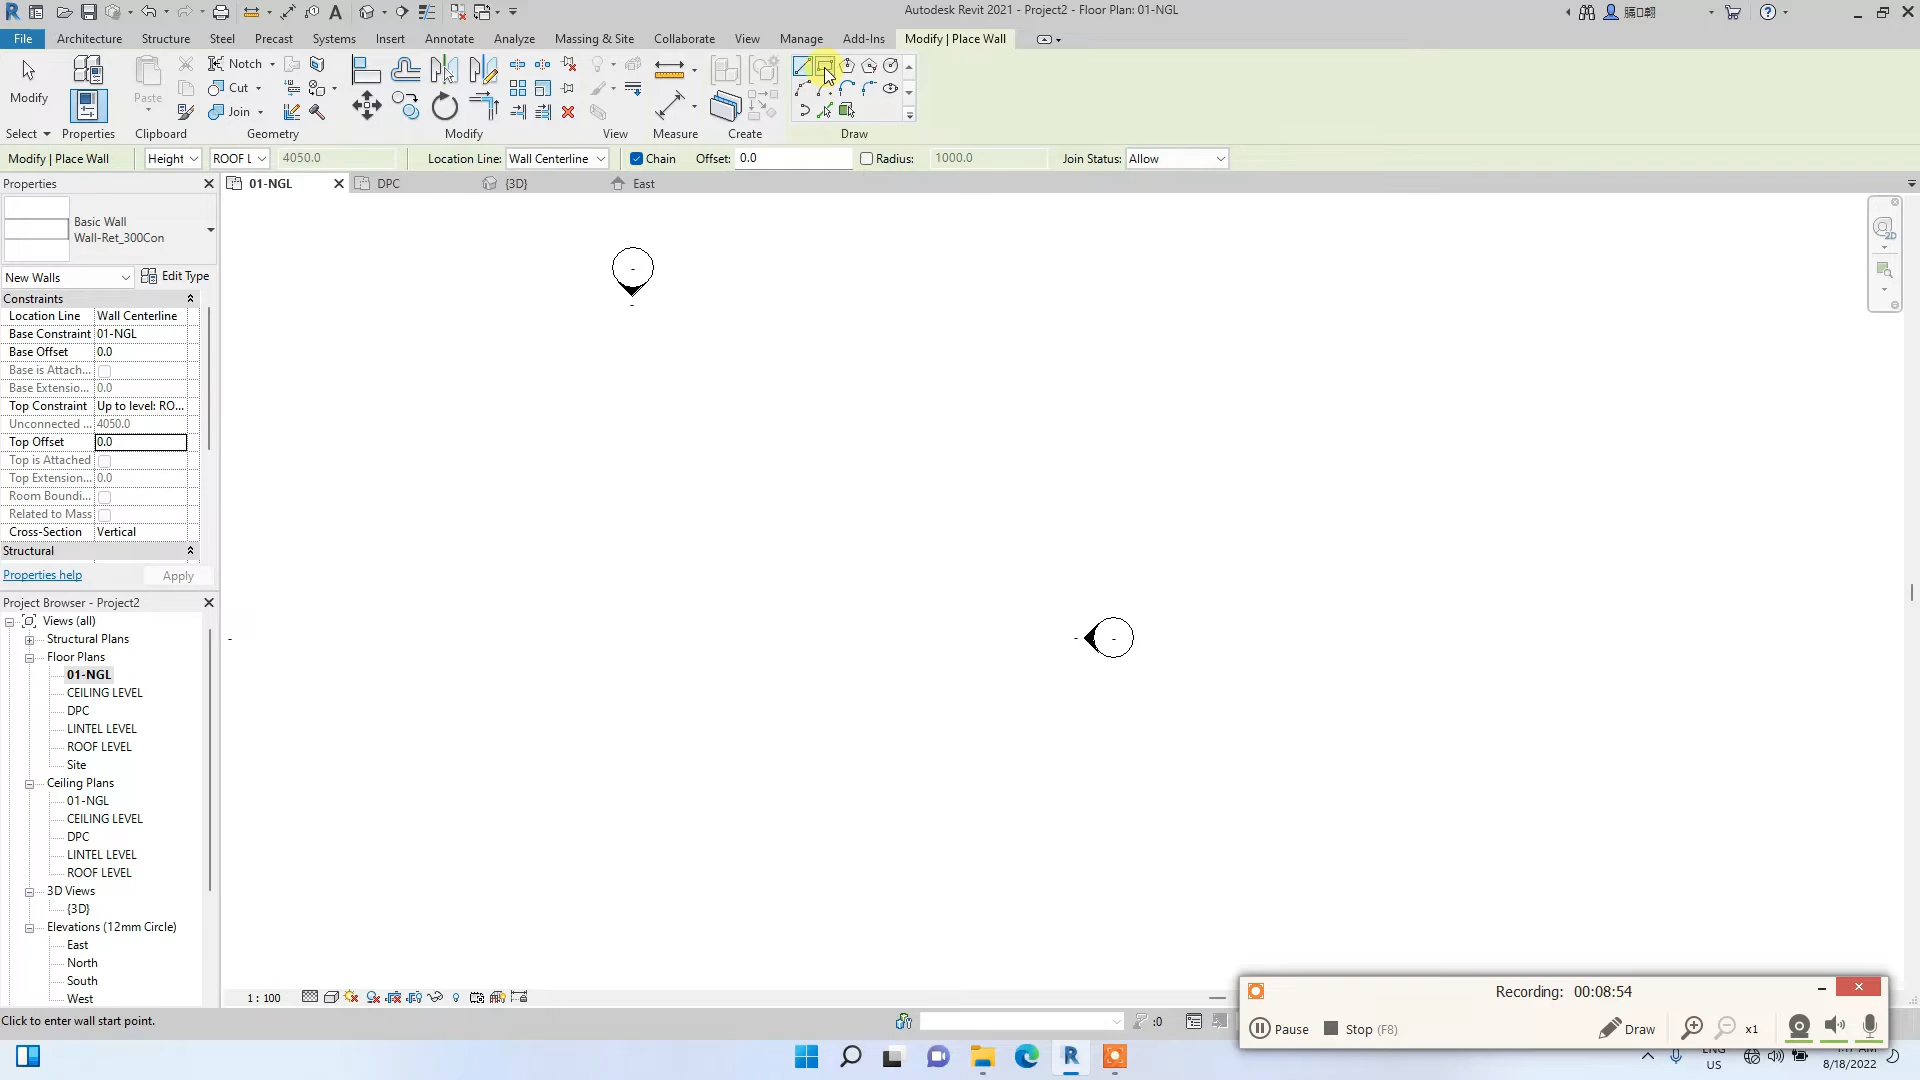 Autodesk Revit 2021 - Project2 - Floor Plan: 01-NGL
File Architecture Structure Steel Precast Systems Insert Annotate Analyze Massing & Site Collaborate View Manage Add-Ins Modify | Place Wall
Modify
Paste
Notch
Cut
Join
Select Properties Clipboard Geometry Modify View Measure Create Draw
Modify | Place Wall Height ROOF L 4050.0 Location Line: Wall Centerline Chain Offset: 0.0 Radius: 1000.0 Join Status: Allow
Properties
01-NGL DPC {3D} East
Basic Wall
Wall-Ret_300Con
New Walls Edit Type
Constraints
Location Line Wall Centerline
Base Constraint 01-NGL
Base Offset 0.0
Base is Attach...
Base Extensio... 0.0
Top Constraint Up to level: RO...
Unconnected ... 4050.0
Top Offset 0.0
Top is Attached
Top Extension... 0.0
Room Boundi...
Related to Mass
Cross-Section Vertical
Structural
Properties help Apply
Project Browser - Project2
Views (all)
Structural Plans
Floor Plans
01-NGL
CEILING LEVEL
DPC
LINTEL LEVEL
ROOF LEVEL
Site
Ceiling Plans
01-NGL
CEILING LEVEL
DPC
LINTEL LEVEL
ROOF LEVEL
3D Views
{3D}
Elevations (12mm Circle)
East
North
South
West
2D
1 : 100
Click to enter wall start point.
:0
Recording: 00:08:54
Pause Stop (F8) Draw x1
ENG
US
8/18/2022